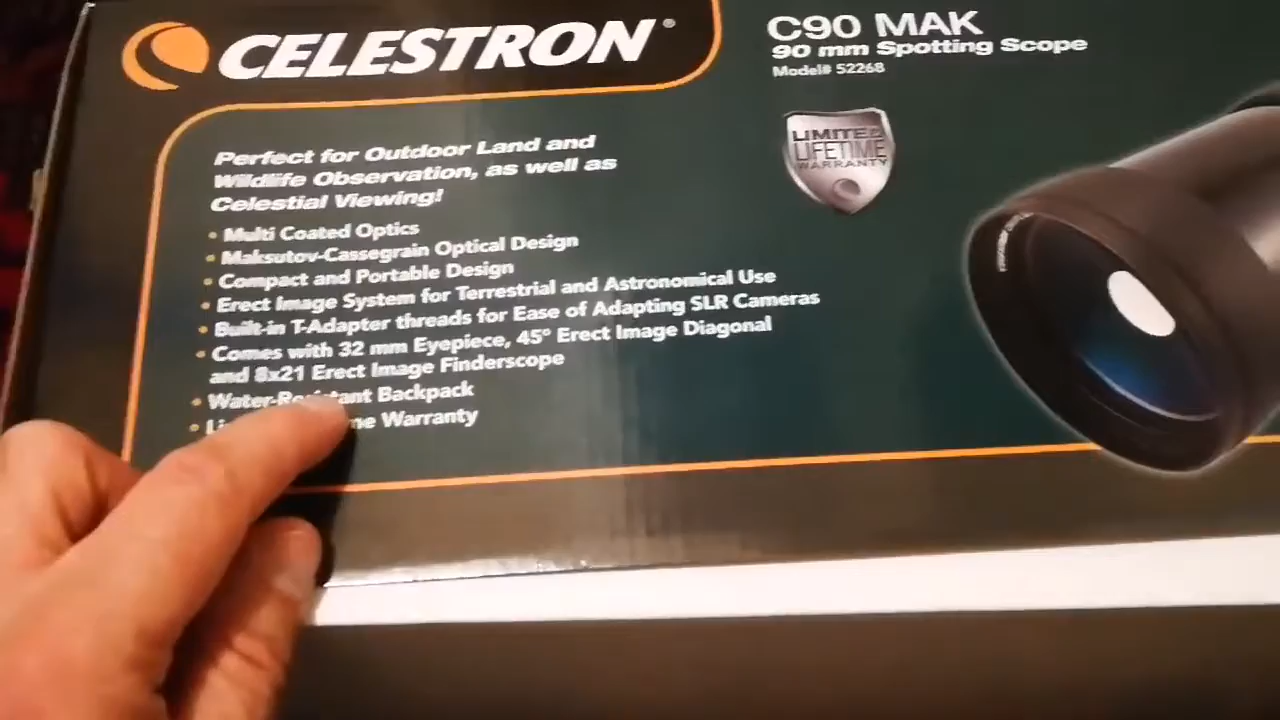 CELESTRON®
C90 MAK
90 mm Spotting Scope
Model# 52268
LIMITED
LIFETIME
WARRANTY
Perfect for Outdoor Land and
Wildlife Observation, as well as
Celestial Viewing!
• Multi Coated Optics
• Maksutov-Cassegrain Optical Design
• Compact and Portable Design
• Erect Image System for Terrestrial and Astronomical Use
• Built-in T-Adapter threads for Ease of Adapting SLR Cameras
• Comes with 32 mm Eyepiece, 45° Erect Image Diagonal
and 8x21 Erect Image Finderscope
• Water-Resistant Backpack
• Warranty